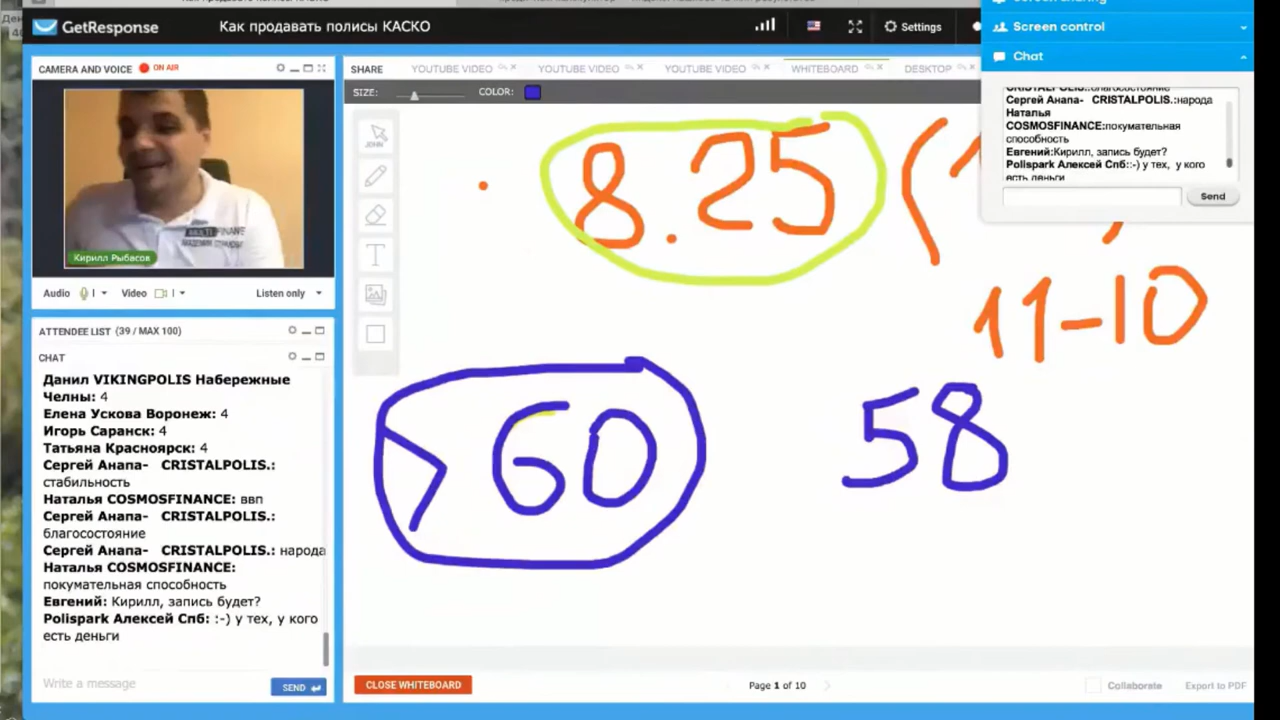 GetResponse
Как продавать полисы КАСКО
Settings
Screen control
Chat
CAMERA AND VOICE
ON AIR
SHARE
YOUTUBE VIDEO
YOUTUBE VIDEO
YOUTUBE VIDEO
WHITEBOARD
DESKTOP
SIZE:
COLOR:
Кирилл Рыбасов
Audio
Video
Listen only
ATTENDEE LIST (39 / MAX 100)
CHAT
Данил VIKINGPOLIS Набережные
Челны: 4
Елена Ускова Воронеж: 4
Игорь Саранск: 4
Татьяна Красноярск: 4
Сергей Анапа- CRISTALPOLIS.:
стабильность
Наталья COSMOSFINANCE: ввп
Сергей Анапа- CRISTALPOLIS.:
благосостояние
Сергей Анапа- CRISTALPOLIS.: народа
Наталья COSMOSFINANCE:
покумательная способность
Евгений: Кирилл, запись будет?
Polispark Алексей Спб: :-) у тех, у кого
есть деньги
Write a message
SEND
JOHN
8.25
11-10
> 60
58
CRISTALPOLIS.:благосостояние
Сергей Анапа- CRISTALPOLIS.:народа
Наталья
COSMOSFINANCE:покумательная
способность
Евгений:Кирилл, запись будет?
Polispark Алексей Спб::-) у тех, у кого
есть деньги
Send
CLOSE WHITEBOARD
Page 1 of 10
Collaborate
Export to PDF